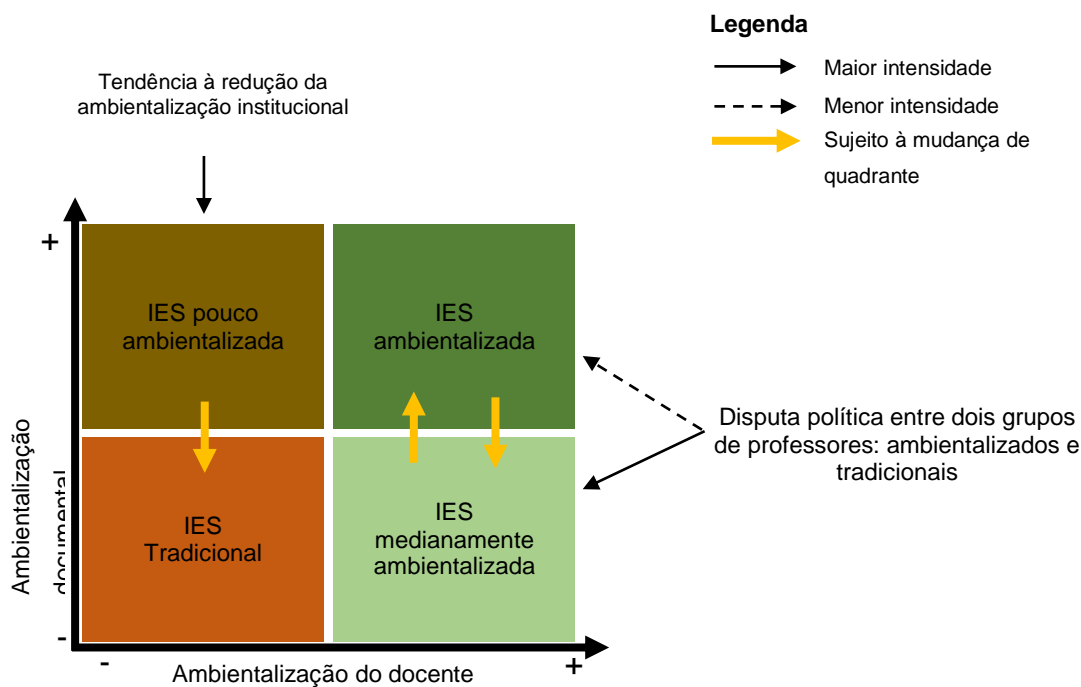 Legenda
Maior intensidade
Menor intensidade
Sujeito à mudança de
quadrante
Tendência à redução da
ambientalização institucional
+
IES pouco
ambientalizada
IES
ambientalizada
Disputa política entre dois grupos
de professores: ambientalizados e
tradicionais
IES
Tradicional
IES
medianamente
ambientalizada
Ambientalização
documental
-
-
Ambientalização do docente
+